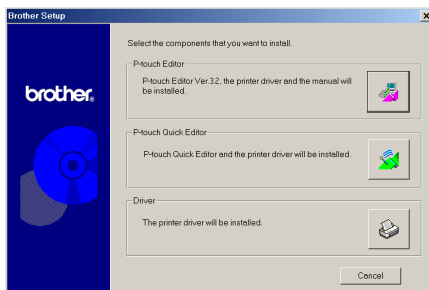 Brother Setup
Select the components that you want to install.
P-touch Editor
P-touch Editor Ver.3.2, the printer driver and the manual will
be installed.
brother.
P-touch Quick Editor
P-touch Quick Editor and the printer driver will be installed.
Driver
The printer driver will be installed.
Cancel